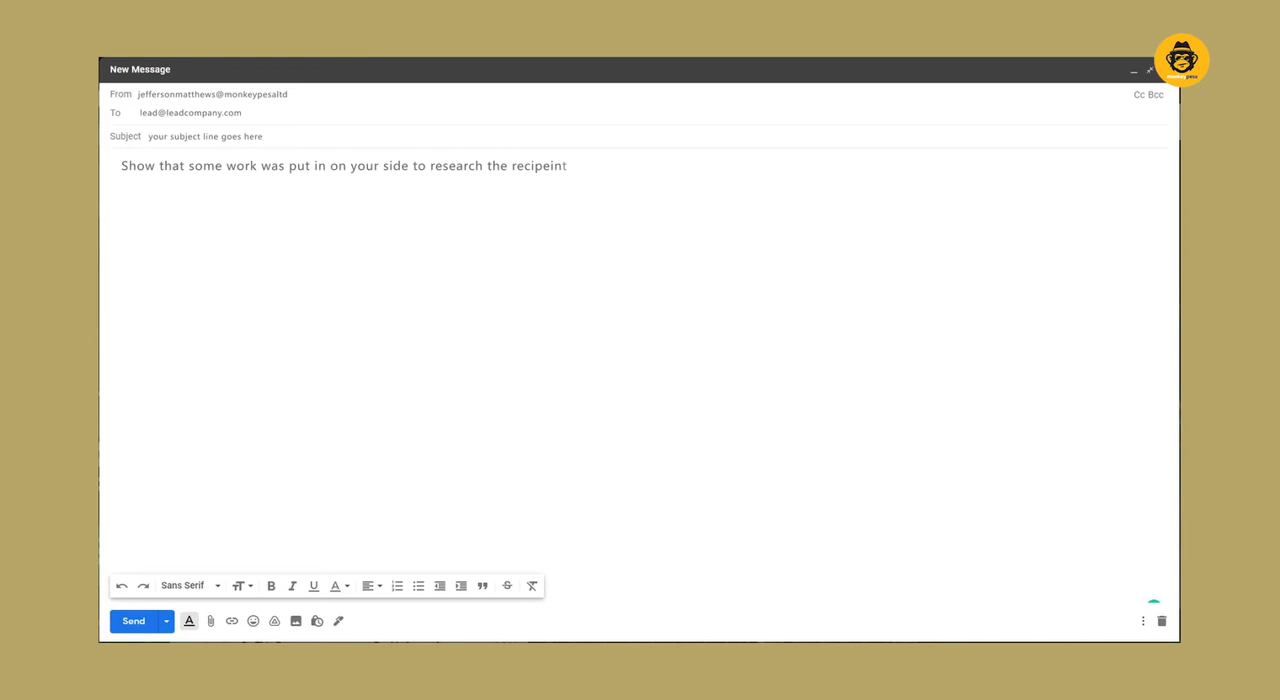 New Message
From jeffersonmatthews@monkeypesaltd
Cc Bcc
To lead@leadcompany.com
Subject your subject line goes here
Show that some work was put in on your side to research the recipeint
Sans Serif
Send
monkeypesa